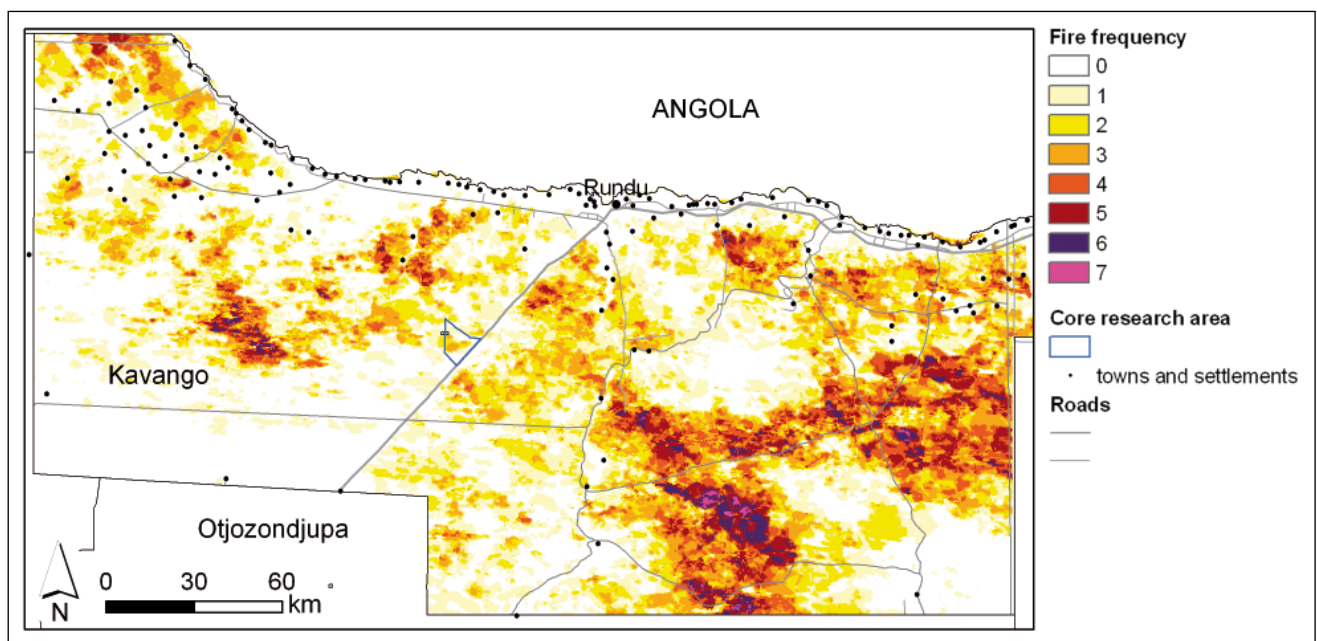 ANGOLA
Rundu
Kavango
Otjozondjupa
N
0 30 60
km
Fire frequency
0
1
2
3
4
5
6
7
Core research area
towns and settlements
Roads